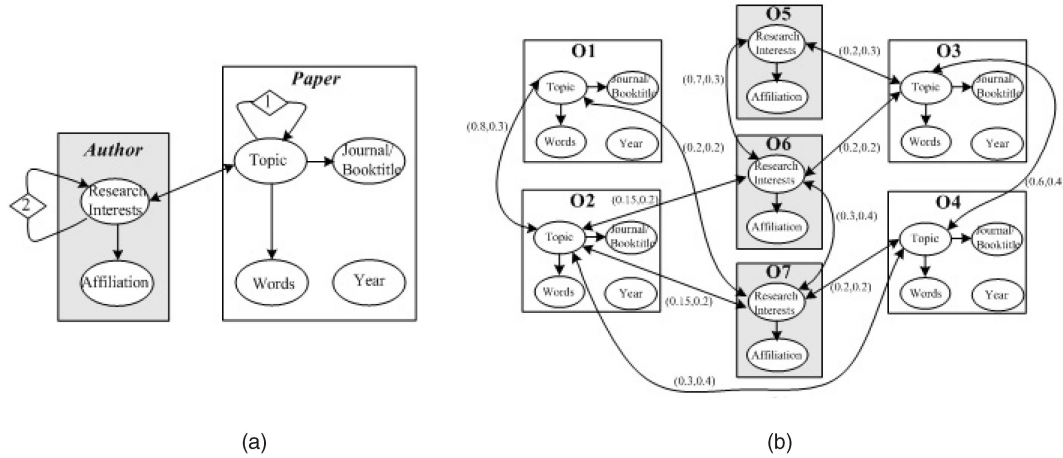 Paper
1
Topic
Journal/
Booktitle
Words
Year
Author
2
Research
Interests
Affiliation
(a)
O1
Topic
Journal/
Booktitle
Words
Year
O2
Topic
Journal/
Booktitle
Words
Year
O5
Research
Interests
Affiliation
O6
Research
Interests
Affiliation
O7
Research
Interests
Affiliation
O3
Topic
Journal/
Booktitle
Words
Year
O4
Topic
Journal/
Booktitle
Words
Year
(0.8,0.3)
(0.7,0.3)
(0.2,0.3)
(0.2,0.2)
(0.2,0.2)
(0.15,0.2)
(0.3,0.4)
(0.6,0.4
(0.15,0.2)
(0.2,0.2)
(0.3,0.4)
(b)